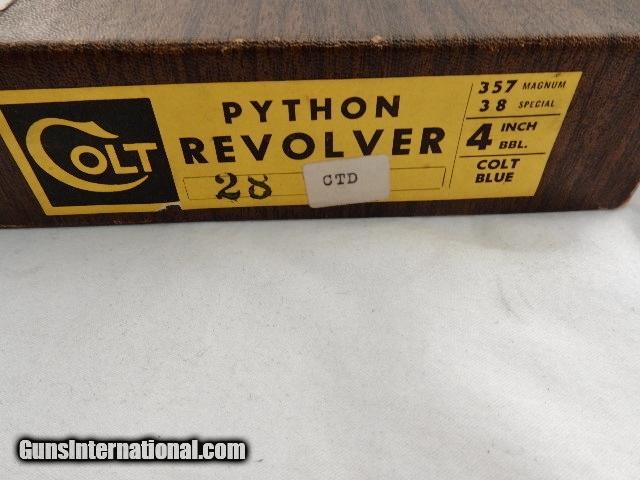 COLT
PYTHON
REVOLVER
28
CTD
357 MAGNUM
38 SPECIAL
4 INCH BBL.
COLT
BLUE
GunsInternational.com